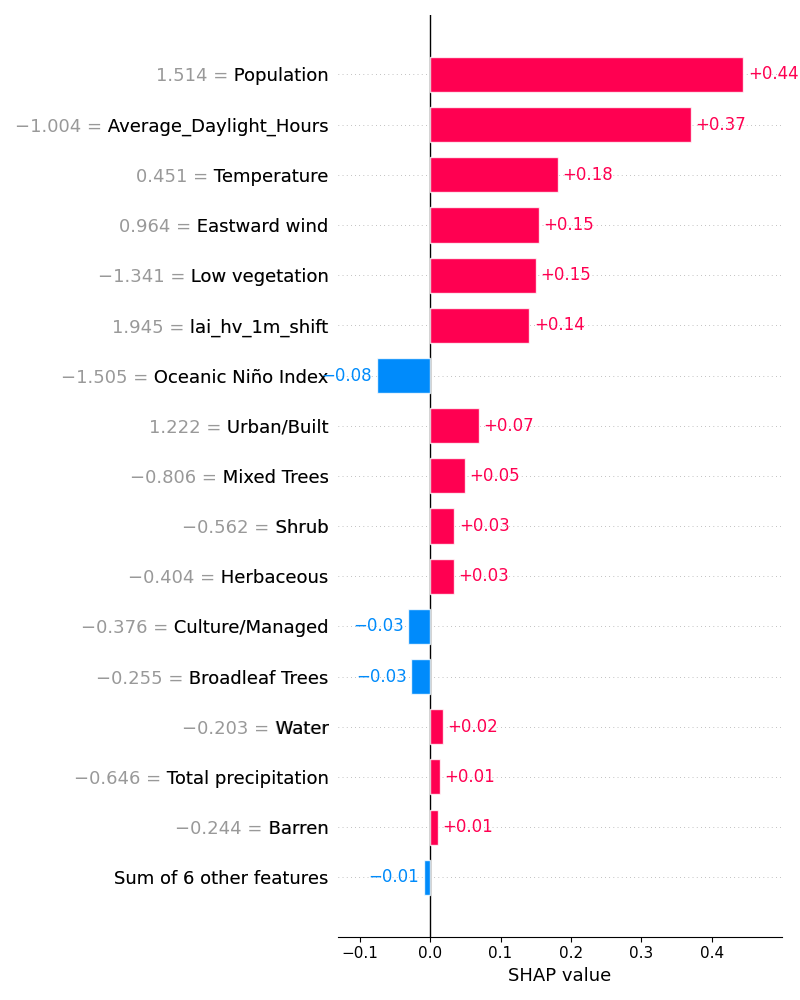 1.514 = Population +0.44
−1.004 = Average_Daylight_Hours +0.37
0.451 = Temperature +0.18
0.964 = Eastward wind +0.15
−1.341 = Low vegetation +0.15
1.945 = lai_hv_1m_shift +0.14
−1.505 = Oceanic Niño Index −0.08
1.222 = Urban/Built +0.07
−0.806 = Mixed Trees +0.05
−0.562 = Shrub +0.03
−0.404 = Herbaceous +0.03
−0.376 = Culture/Managed −0.03
−0.255 = Broadleaf Trees −0.03
−0.203 = Water +0.02
−0.646 = Total precipitation +0.01
−0.244 = Barren +0.01
Sum of 6 other features −0.01
−0.1 0.0 0.1 0.2 0.3 0.4
SHAP value